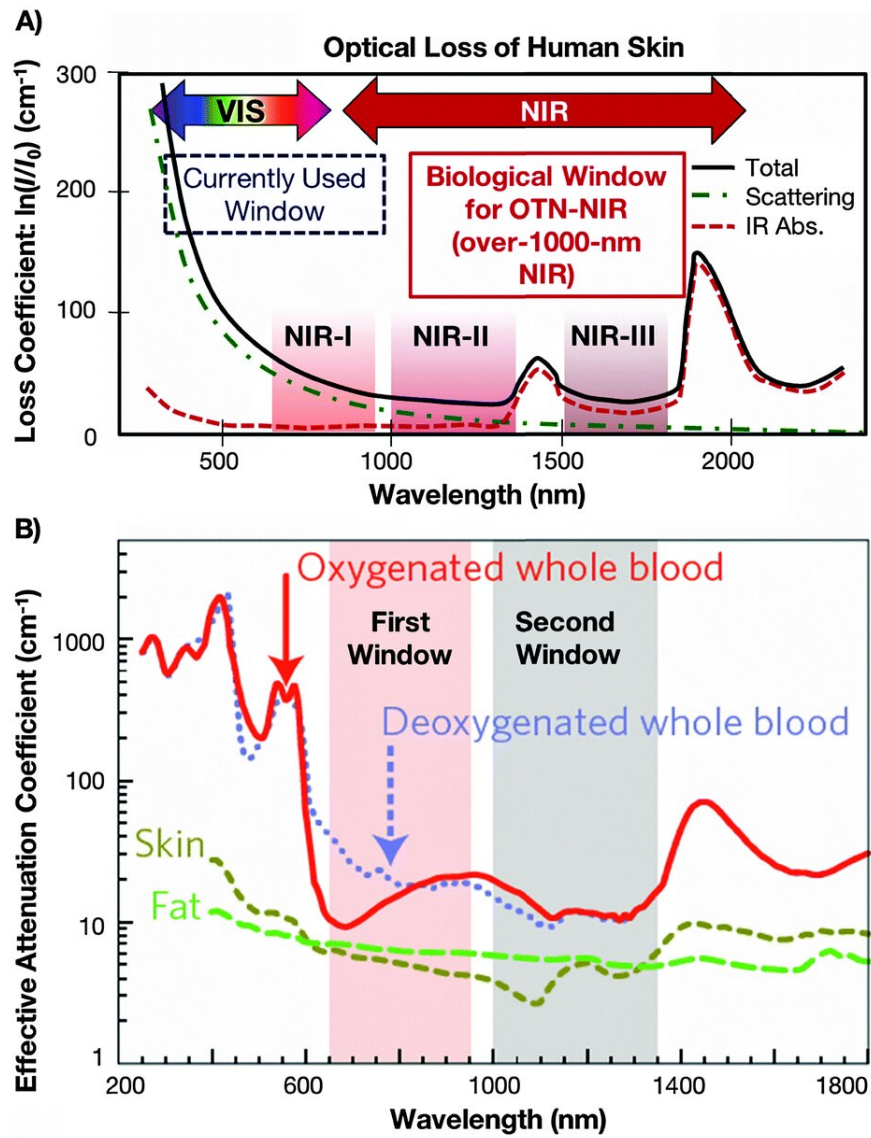 A)
Optical Loss of Human Skin
Loss Coefficient: ln(I/I₀) (cm⁻¹)
300
200
100
0
VIS
NIR
Currently Used
Window
Biological Window
for OTN-NIR
(over-1000-nm
NIR)
Total
Scattering
IR Abs.
NIR-I
NIR-II
NIR-III
500
1000
1500
2000
Wavelength (nm)
B)
Effective Attenuation Coefficient (cm⁻¹)
1000
100
10
1
Oxygenated whole blood
First
Window
Second
Window
Deoxygenated whole blood
Skin
Fat
200
600
1000
1400
1800
Wavelength (nm)